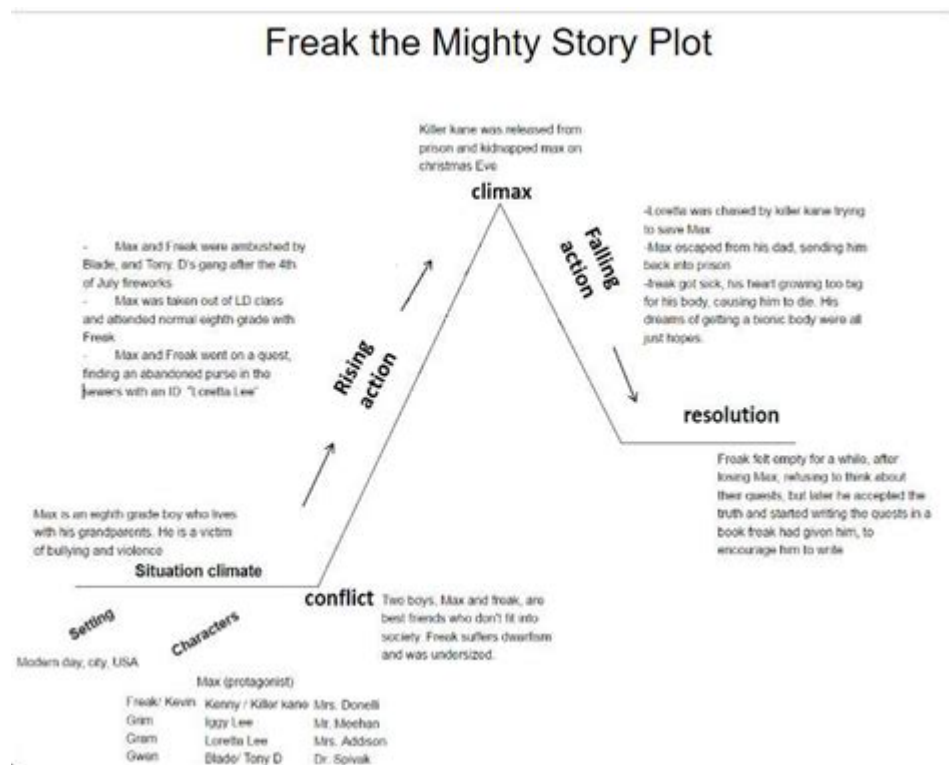 Freak the Mighty Story Plot
Killer kane was released from
prison and kidnapped max on
christmas Eve
climax
- Max and Freak were ambushed by
Blade, and Tony. D's gang after the 4th
of July fireworks
- Max was taken out of LD class
and attended normal eighth grade with
Freak
- Max and Freak went on a quest,
finding an abandoned purse in the
sewers with an ID "Loretta Lee"
Rising
action
Falling
action
-Loretta was chased by killer kane trying
to save Max
-Max escaped from his dad, sending him
back into prison
-freak got sick, his heart growing too big
for his body, causing him to die. His
dreams of getting a bionic body were all
just hopes.
resolution
Freak felt empty for a while, after
losing Max, refusing to think about
their quests, but later he accepted the
truth and started writing the quests in a
book freak had given him, to
encourage him to write
Max is an eighth grade boy who lives
with his grandparents. He is a victim
of bullying and violence
Situation climate
conflict
Two boys, Max and freak, are
best friends who don't fit into
society. Freak suffers dwarfism
and was undersized.
Setting
Modern day, city, USA
Characters
Max (protagonist)
Freak/ Kevin Kenny / Killer kane Mrs. Donelli
Grim Iggy Lee Mr. Meehan
Gram Loretta Lee Mrs. Addison
Gwen Blade/ Tony D Dr. Spivak